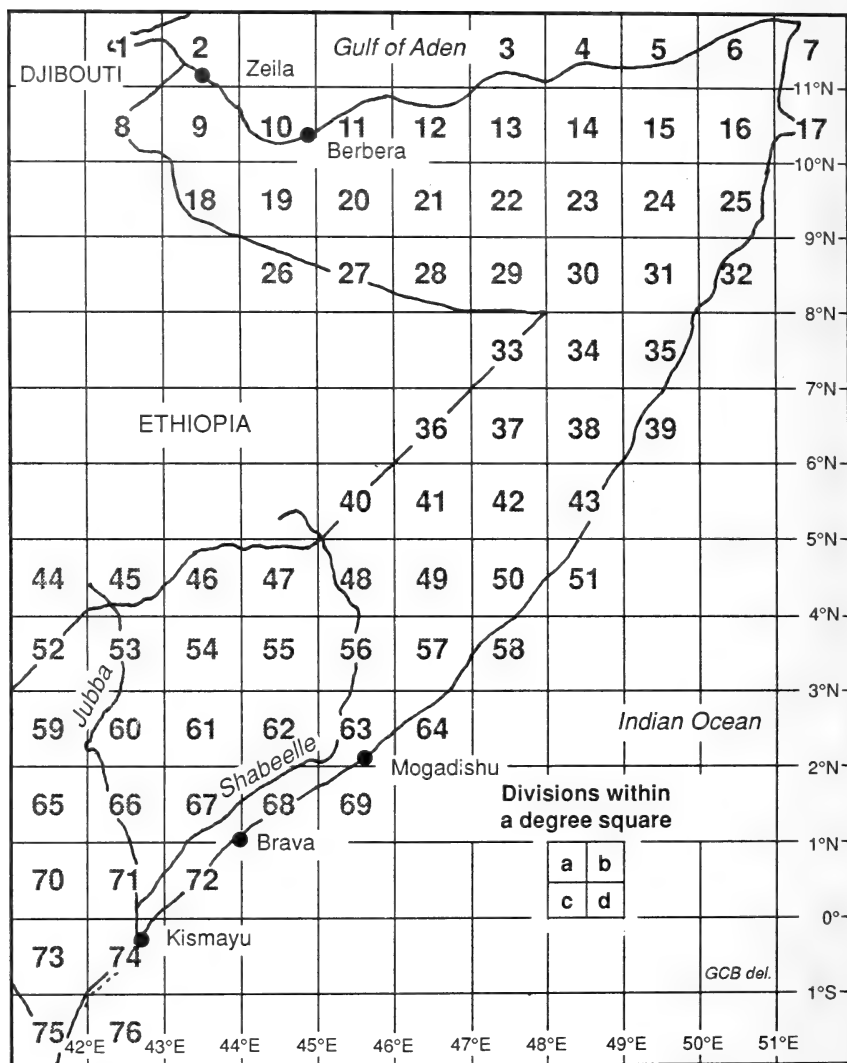 1 2 Gulf of Aden 3 4 5 6 7
DJIBOUTI Zeila
11°N
8 9 10 11 12 13 14 15 16 17
Berbera
10°N
18 19 20 21 22 23 24 25
9°N
26 27 28 29 30 31 32
8°N
33 34 35
7°N
ETHIOPIA 36 37 38 39
6°N
40 41 42 43
5°N
44 45 46 47 48 49 50 51
4°N
52 53 54 55 56 57 58
Jubba
3°N
59 60 61 62 63 64 Indian Ocean
Shabeelle
Mogadishu
2°N
65 66 67 68 69
Divisions within
a degree square
Brava
1°N
70 71 72
a b
c d
0°
Kismayu
73 74
GCB del.
1°S
75 76
42°E 43°E 44°E 45°E 46°E 47°E 48°E 49°E 50°E 51°E